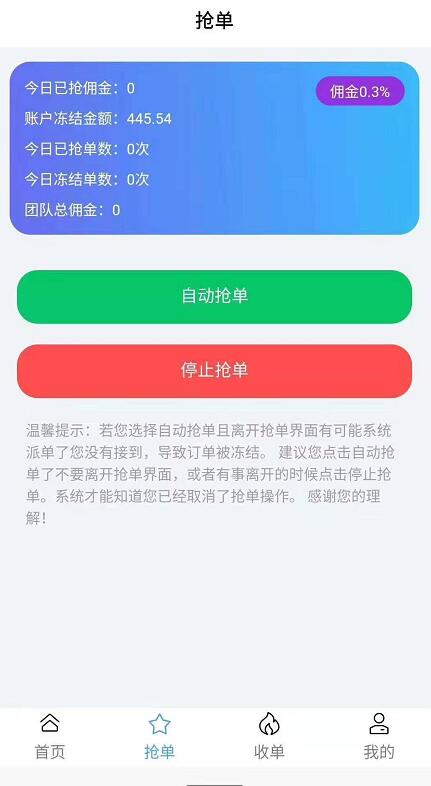 抢单
今日已抢佣金：0
佣金0.3%
账户冻结金额：445.54
今日已抢单数：0次
今日冻结单数：0次
团队总佣金：0
自动抢单
停止抢单
温馨提示：若您选择自动抢单且离开抢单界面有可能系统
派单了您没有接到，导致订单被冻结。 建议您点击自动抢
单了不要离开抢单界面，或者有事离开的时候点击停止抢
单。系统才能知道您已经取消了抢单操作。 感谢您的理
解！
首页
抢单
收单
我的